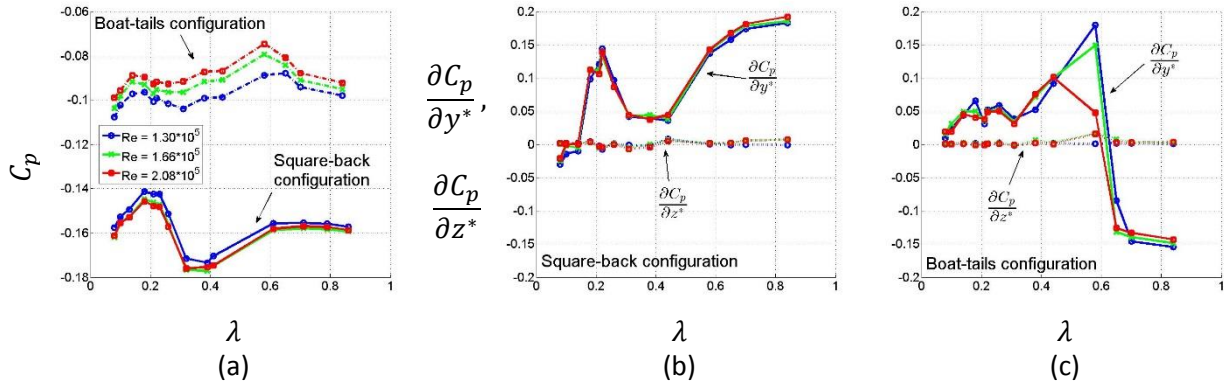 Boat-tails configuration
Re = 1.30*10^5
Re = 1.66*10^5
Re = 2.08*10^5
Square-back
configuration
C_p
-0.06
-0.08
-0.1
-0.12
-0.14
-0.16
-0.18
0 0.2 0.4 0.6 0.8 1
λ
(a)
∂C_p/∂y*,
∂C_p/∂z*
0.2
0.15
0.1
0.05
0
-0.05
-0.1
-0.15
-0.2
∂C_p/∂y*
∂C_p/∂z*
Square-back configuration
0 0.2 0.4 0.6 0.8 1
λ
(b)
0.2
0.15
0.1
0.05
0
-0.05
-0.1
-0.15
-0.2
∂C_p/∂y*
∂C_p/∂z*
Boat-tails configuration
0 0.2 0.4 0.6 0.8 1
λ
(c)